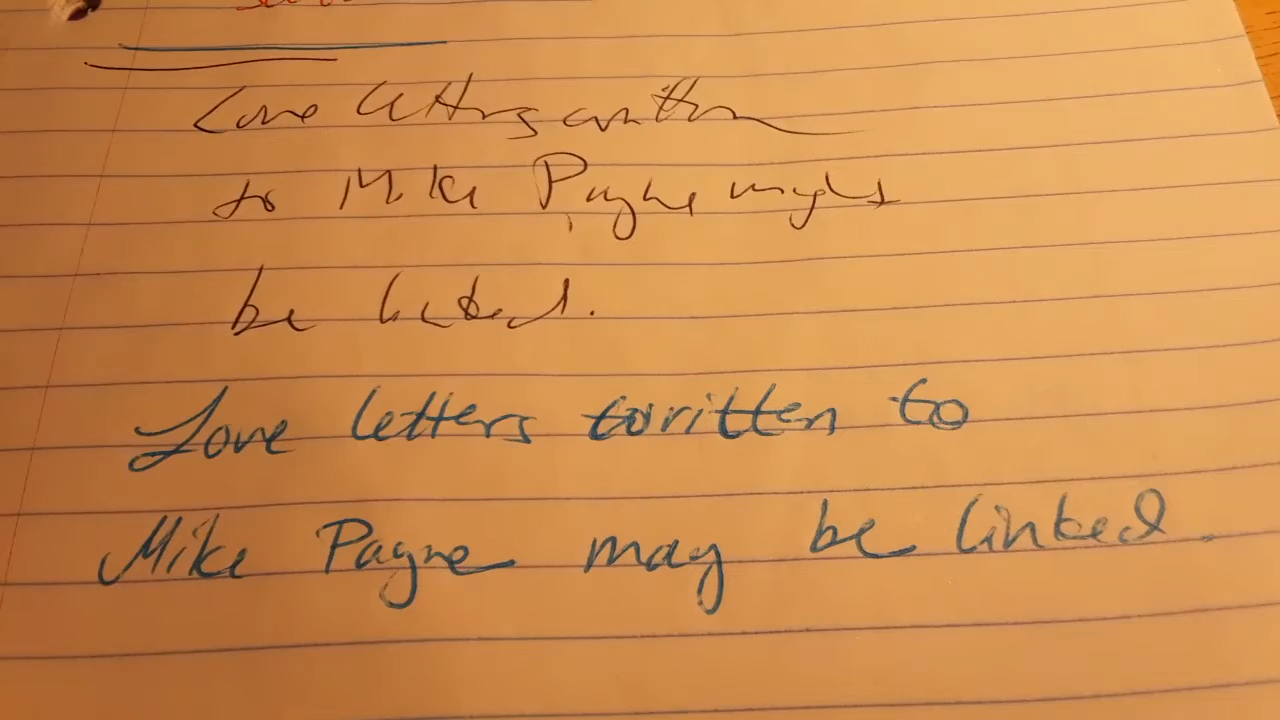 Love letters written
to Mike Payne might
be linked.
Love letters written to
Mike Payne may be linked.